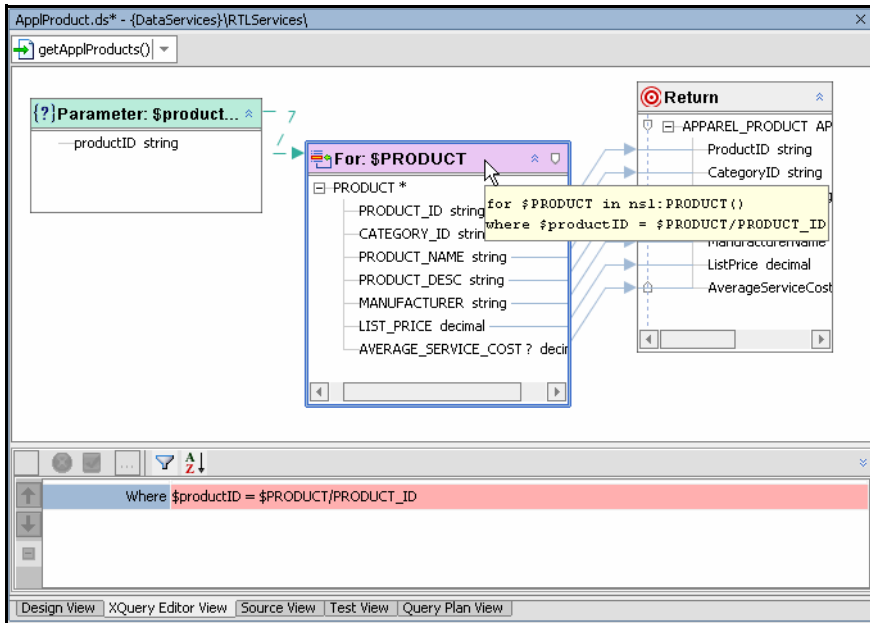 ApplProduct.ds* - {DataServices}\RTLServices\
getApplProducts()
{?}Parameter: $product...
productID string
For: $PRODUCT
PRODUCT *
PRODUCT_ID string
CATEGORY_ID strin
PRODUCT_NAME string
PRODUCT_DESC string
MANUFACTURER string
LIST_PRICE decimal
AVERAGE_SERVICE_COST ? decir
for $PRODUCT in ns1:PRODUCT()
where $productID = $PRODUCT/PRODUCT_ID
Return
APPAREL_PRODUCT AP
ProductID string
CategoryID string
ManufacturerName
ListPrice decimal
AverageServiceCost
A
Z
Where $productID = $PRODUCT/PRODUCT_ID
Design View XQuery Editor View Source View Test View Query Plan View